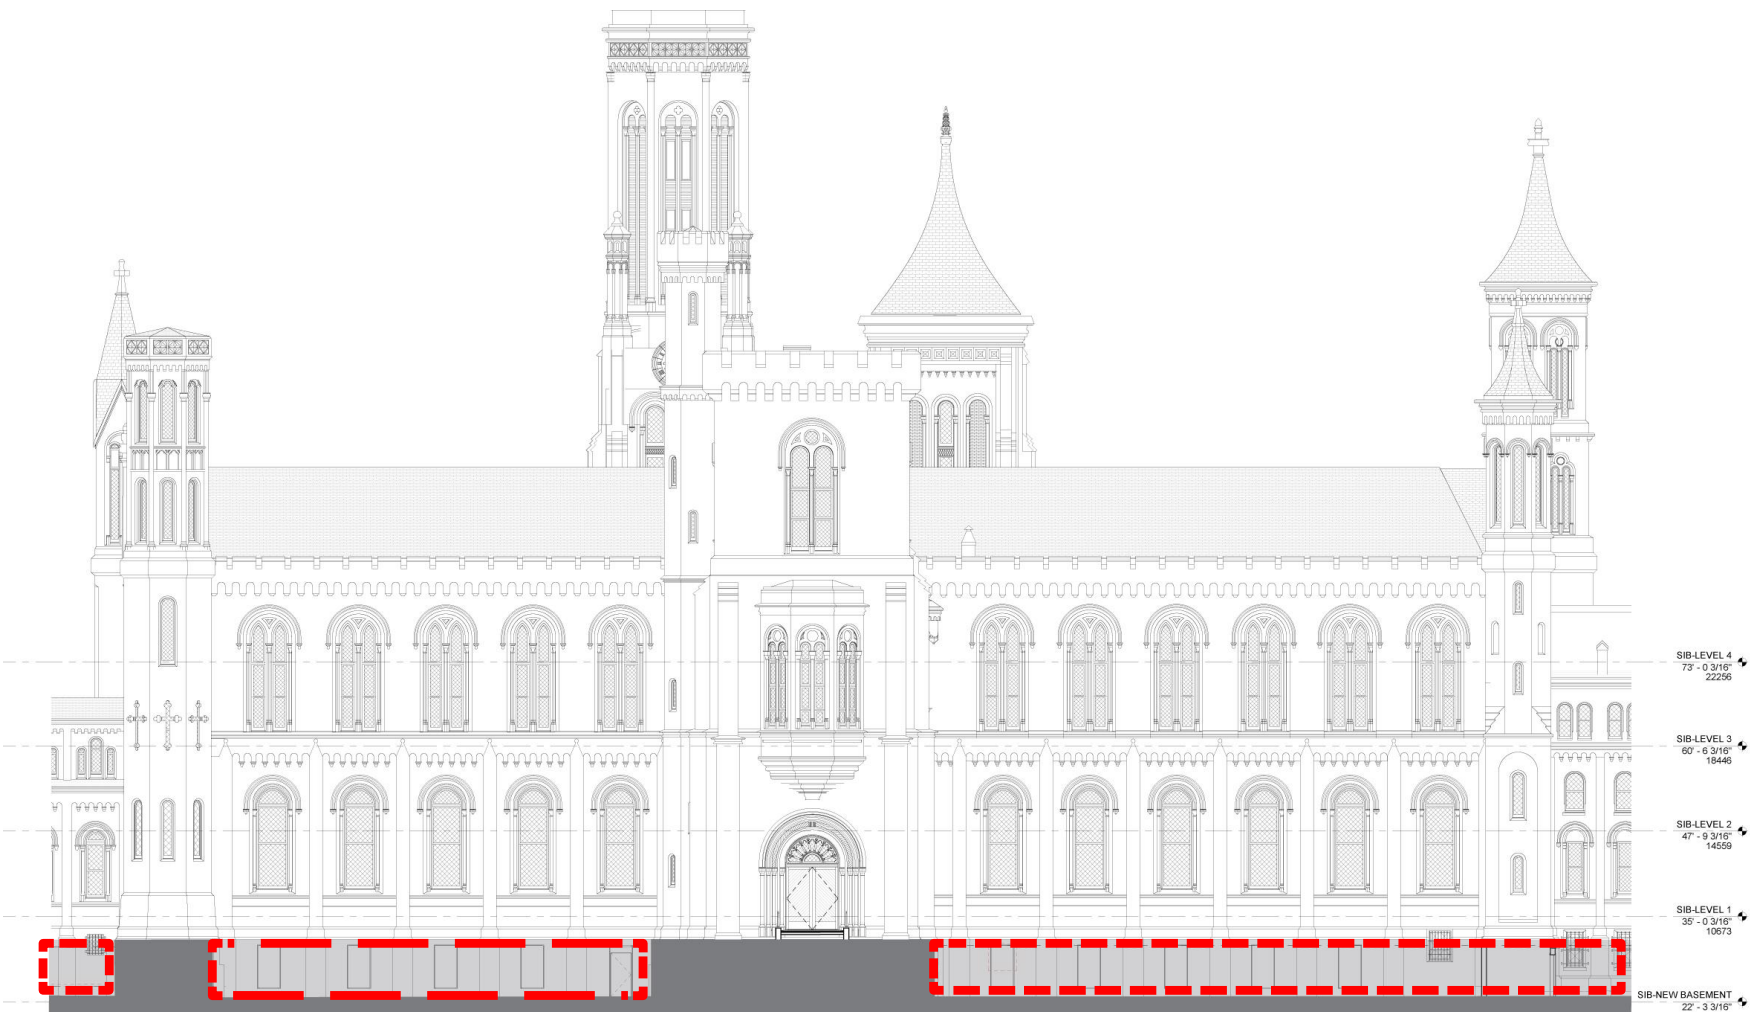 SIB-LEVEL 4
73' - 0 3/16"
22256
SIB-LEVEL 3
60' - 6 3/16"
18446
SIB-LEVEL 2
47' - 9 3/16"
14559
SIB-LEVEL 1
35' - 0 3/16"
10673
SIB-NEW BASEMENT
22' - 3 3/16"